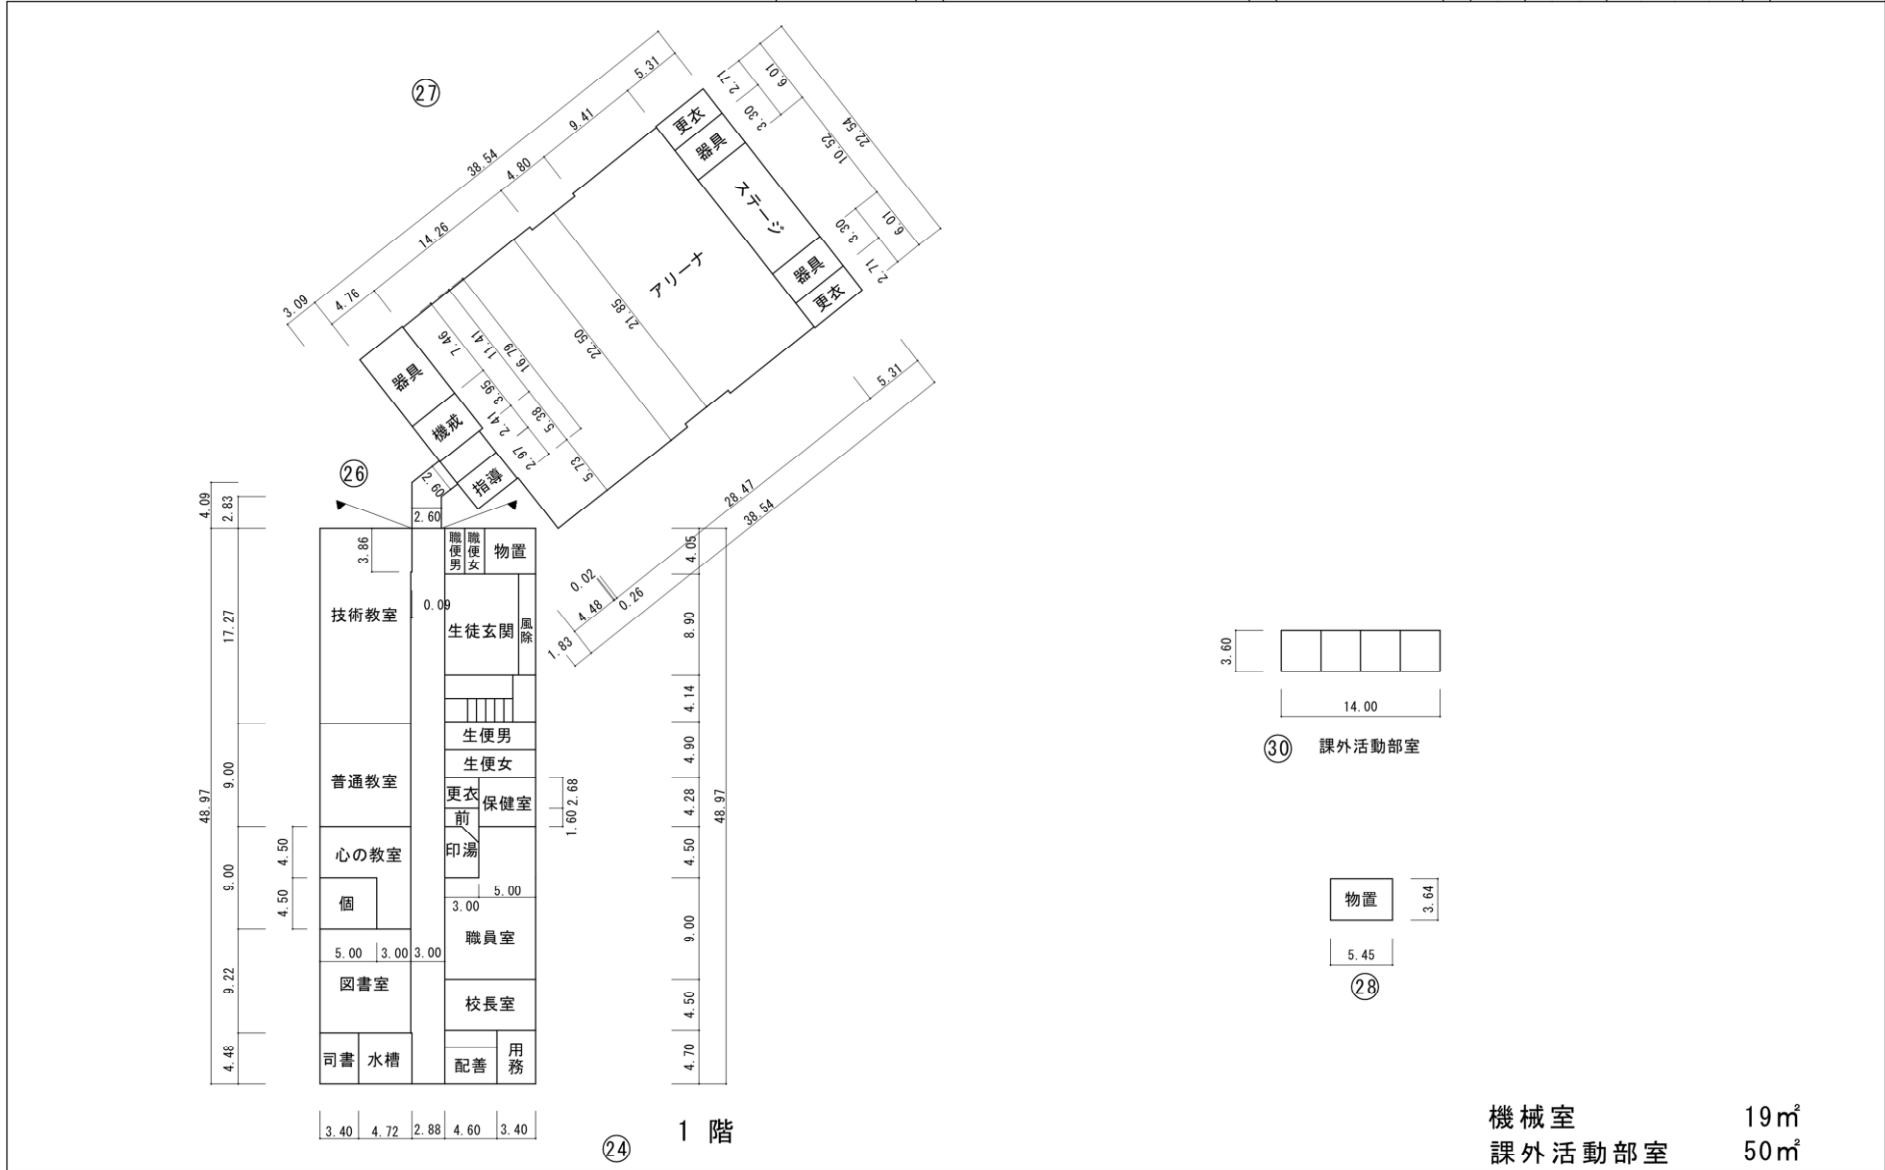 27
38.54
5.31
9.41
4.80
14.26
4.76
3.09
2.71
6.01
3.30
22.54
10.52
6.01
3.30
2.71
更衣
器具
ステージ
器具
更衣
アリーナ
21.85
22.50
16.79
11.41
7.46
3.95
2.41
2.97
5.38
5.73
器具
機戒
指導
2.60
2.60
5.31
28.47
38.54
0.02
0.26
4.48
1.83
26
4.09
2.83
17.27
9.00
48.97
9.00
4.50
4.50
9.22
4.48
3.86
0.09
技術教室
普通教室
心の教室
個
5.00
3.00
3.00
図書室
司書
水槽
職便男
職便女
物置
生徒玄関
風除
生便男
生便女
更衣
保健室
前
印湯
5.00
3.00
職員室
校長室
配善
用務
4.05
8.90
4.14
4.90
4.28
2.68
1.60
4.50
9.00
4.50
4.70
48.97
3.40
4.72
2.88
4.60
3.40
24
1 階
3.60
14.00
30 課外活動部室
物置
3.64
5.45
28
機械室 19㎡
課外活動部室 50㎡